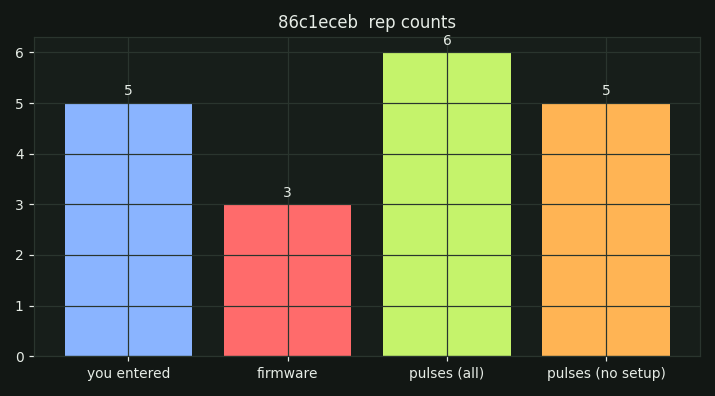 86c1eceb  rep counts
6
6
5
5
5
4
3
3
2
1
0
you entered
firmware
pulses (all)
pulses (no setup)